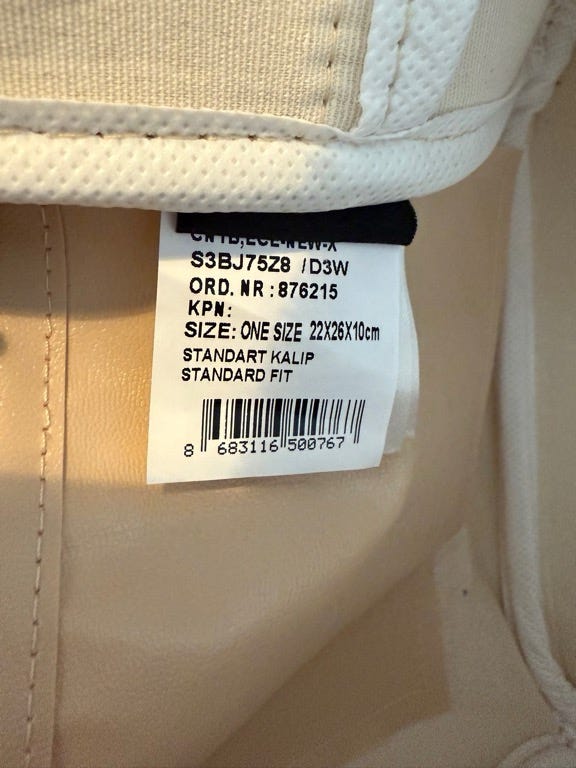 S3BJ75Z8 /D3W
ORD. NR : 876215
KPN:
SIZE: ONE SIZE 22X26X10cm
STANDART KALIP
STANDARD FIT
8 683116 500767